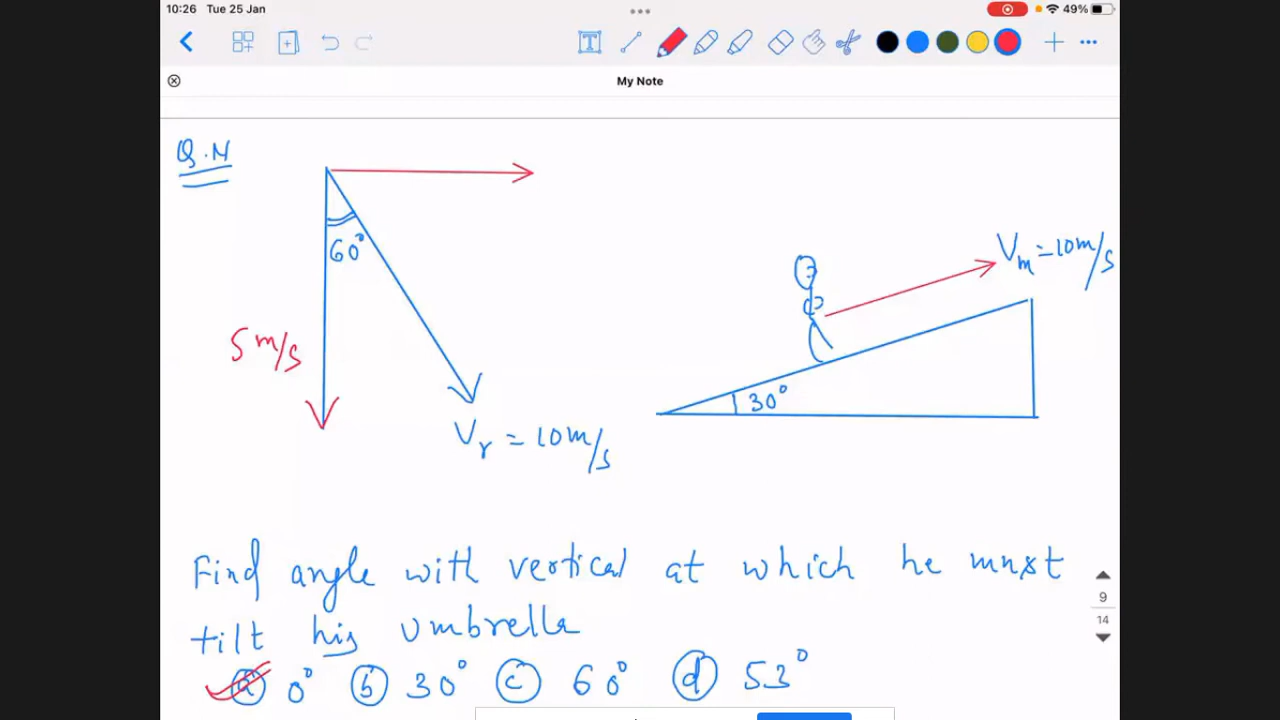 10:26 Tue 25 Jan
49%
My Note
Q.N
60°
5 m/s
Vr = 10m/s
Vm = 10m/s
30°
9
14
Find angle with vertical at which he must
tilt his umbrella
(a) 0° (b) 30° (c) 60° (d) 53°